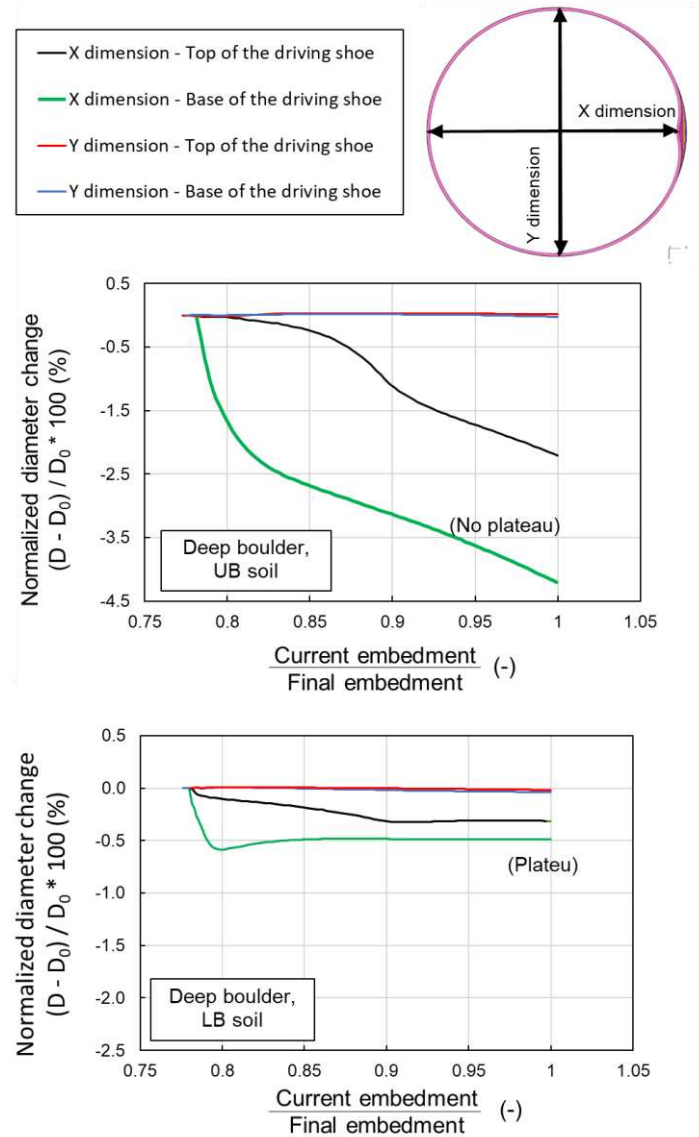 X dimension - Top of the driving shoe
X dimension - Base of the driving shoe
Y dimension - Top of the driving shoe
Y dimension - Base of the driving shoe
X dimension
Y dimension
Normalized diameter change
(D - D₀) / D₀ * 100 (%)
0.5
-0.5
-1.5
-2.5
-3.5
-4.5
(No plateau)
Deep boulder,
UB soil
0.75
0.8
0.85
0.9
0.95
1
1.05
Current embedment
Final embedment
(-)
Normalized diameter change
(D - D₀) / D₀ * 100 (%)
0.5
0.0
-0.5
-1.0
-1.5
-2.0
-2.5
(Plateu)
Deep boulder,
LB soil
0.75
0.8
0.85
0.9
0.95
1
1.05
Current embedment
Final embedment
(-)